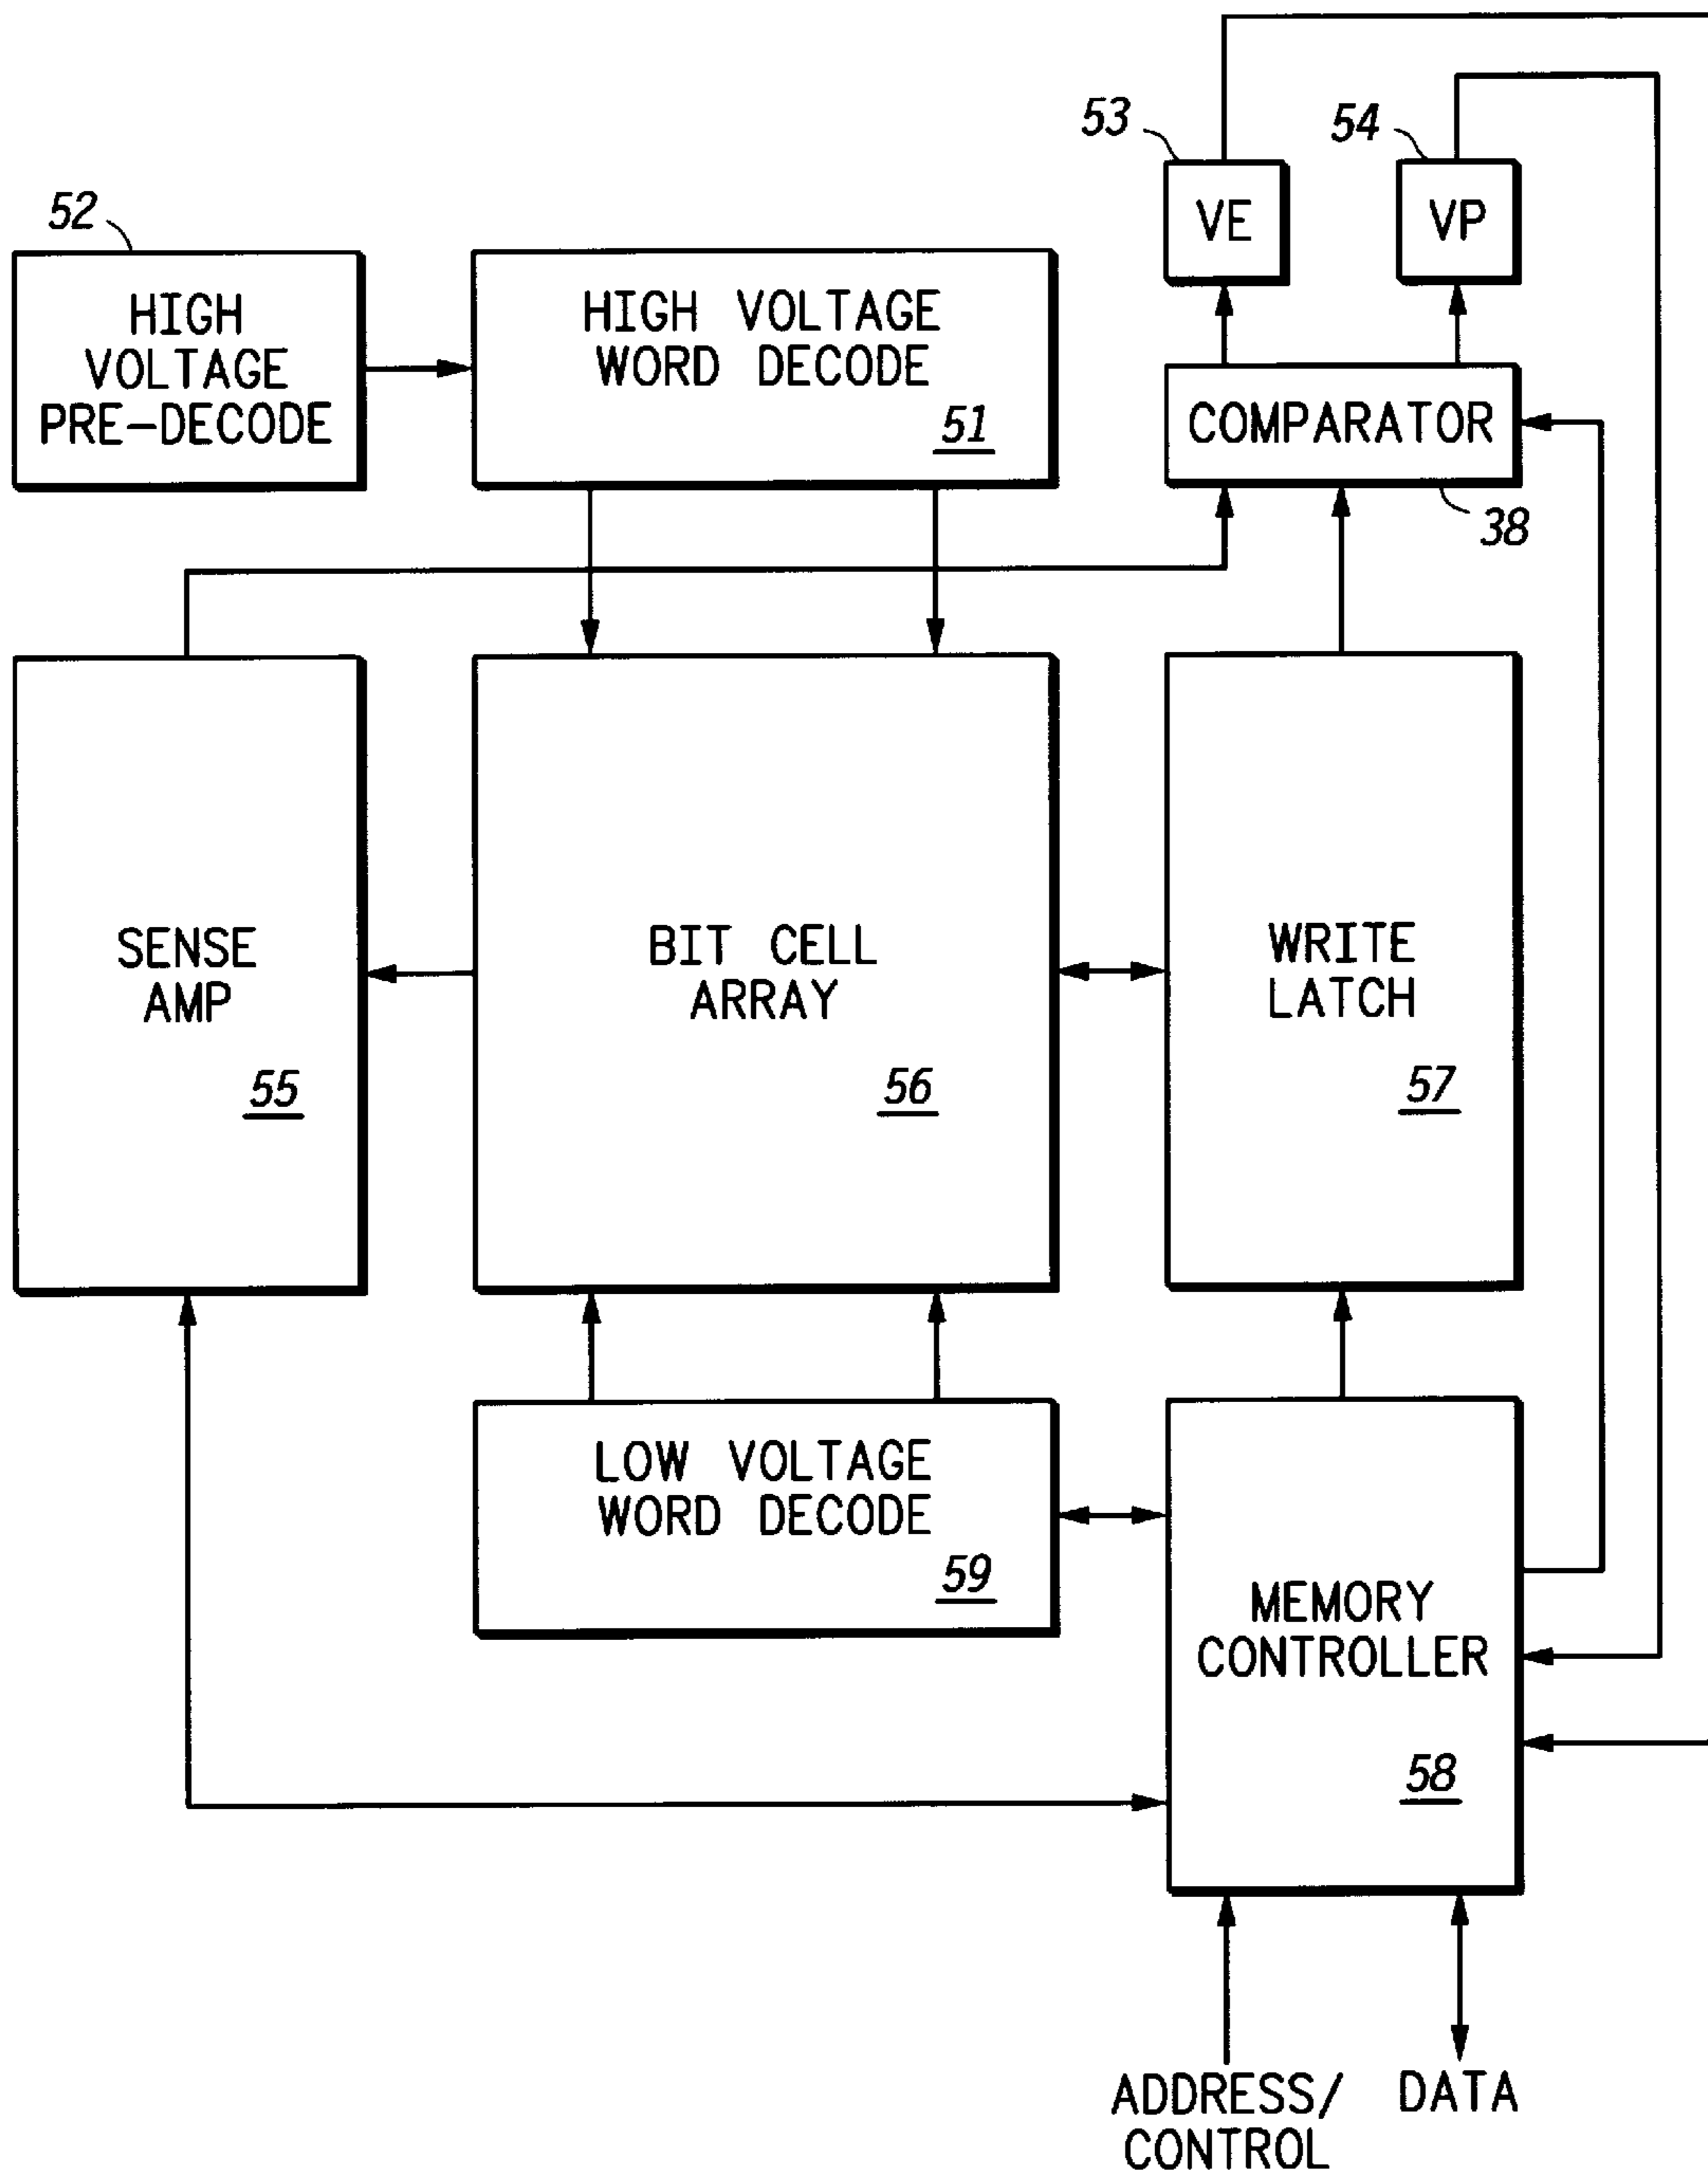 53
54
VE
VP
52
HIGH
VOLTAGE
PRE-DECODE
HIGH VOLTAGE
WORD DECODE
51
COMPARATOR
38
SENSE
AMP
55
BIT CELL
ARRAY
56
WRITE
LATCH
57
LOW VOLTAGE
WORD DECODE
59
MEMORY
CONTROLLER
58
ADDRESS/
CONTROL
DATA